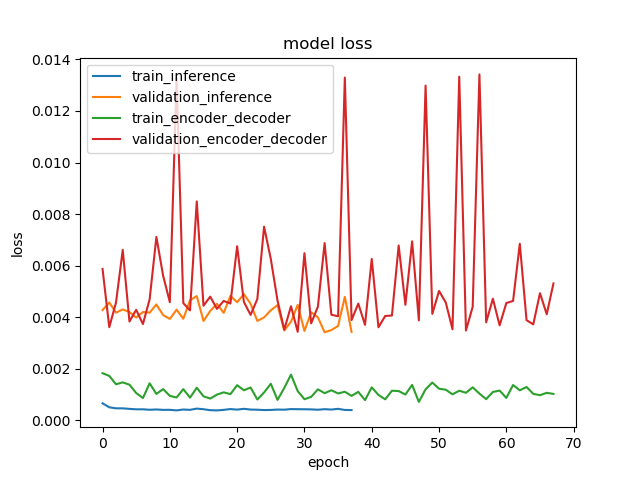 model loss
train_inference
validation_inference
train_encoder_decoder
validation_encoder_decoder
loss
0.014
0.012
0.010
0.008
0.006
0.004
0.002
0.000
0
10
20
30
40
50
60
70
epoch